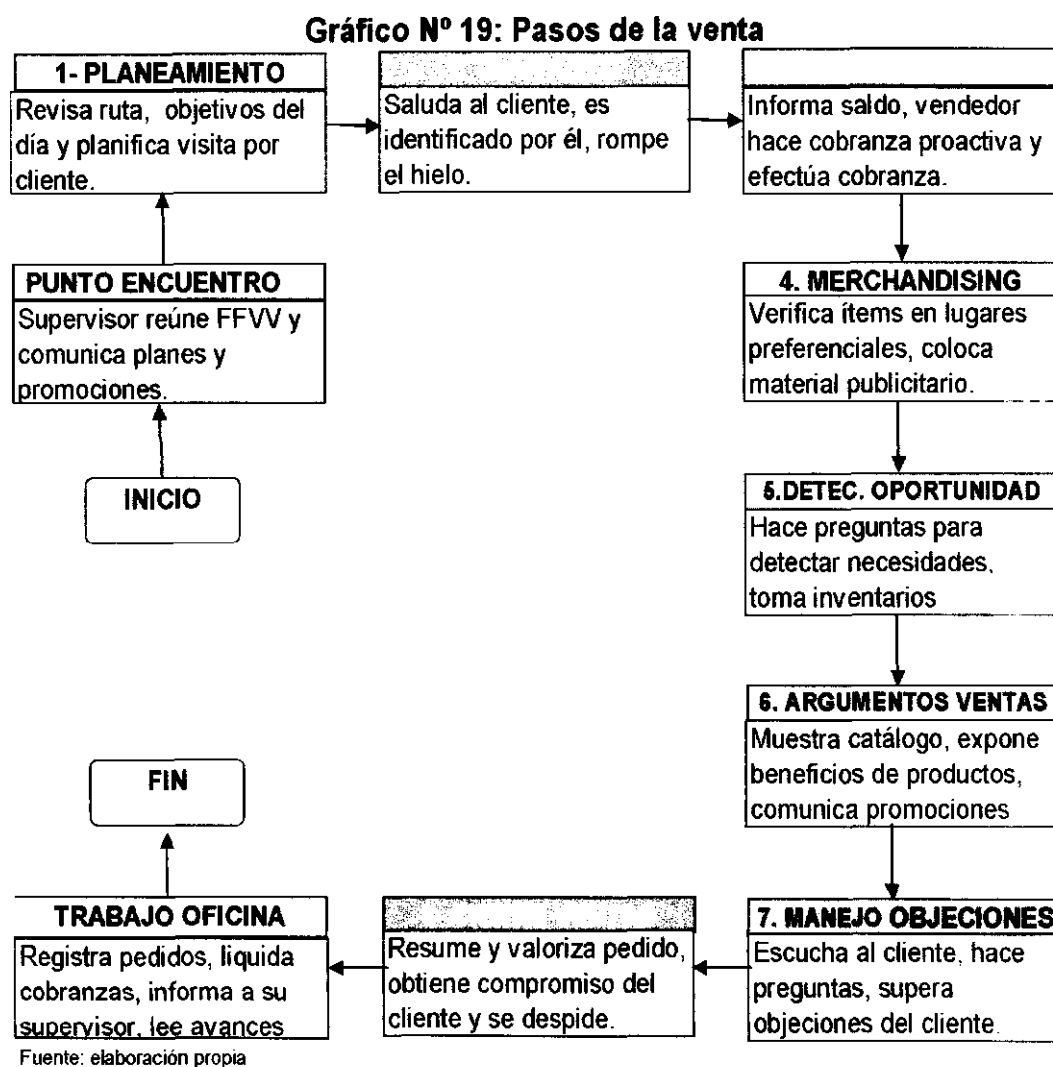 Gráfico Nº 19: Pasos de la venta
1- PLANEAMIENTO
Revisa ruta, objetivos del
día y planifica visita por
cliente.
Saluda al cliente, es
identificado por él, rompe
el hielo.
Informa saldo, vendedor
hace cobranza proactiva y
efectúa cobranza.
PUNTO ENCUENTRO
Supervisor reúne FFVV y
comunica planes y
promociones.
4. MERCHANDISING
Verifica ítems en lugares
preferenciales, coloca
material publicitario.
INICIO
5.DETEC. OPORTUNIDAD
Hace preguntas para
detectar necesidades,
toma inventarios
6. ARGUMENTOS VENTAS
Muestra catálogo, expone
beneficios de productos,
comunica promociones
FIN
7. MANEJO OBJECIONES
Escucha al cliente, hace
preguntas, supera
objeciones del cliente.
Resume y valoriza pedido,
obtiene compromiso del
cliente y se despide.
TRABAJO OFICINA
Registra pedidos, liquida
cobranzas, informa a su
supervisor, lee avances
Fuente: elaboración propia